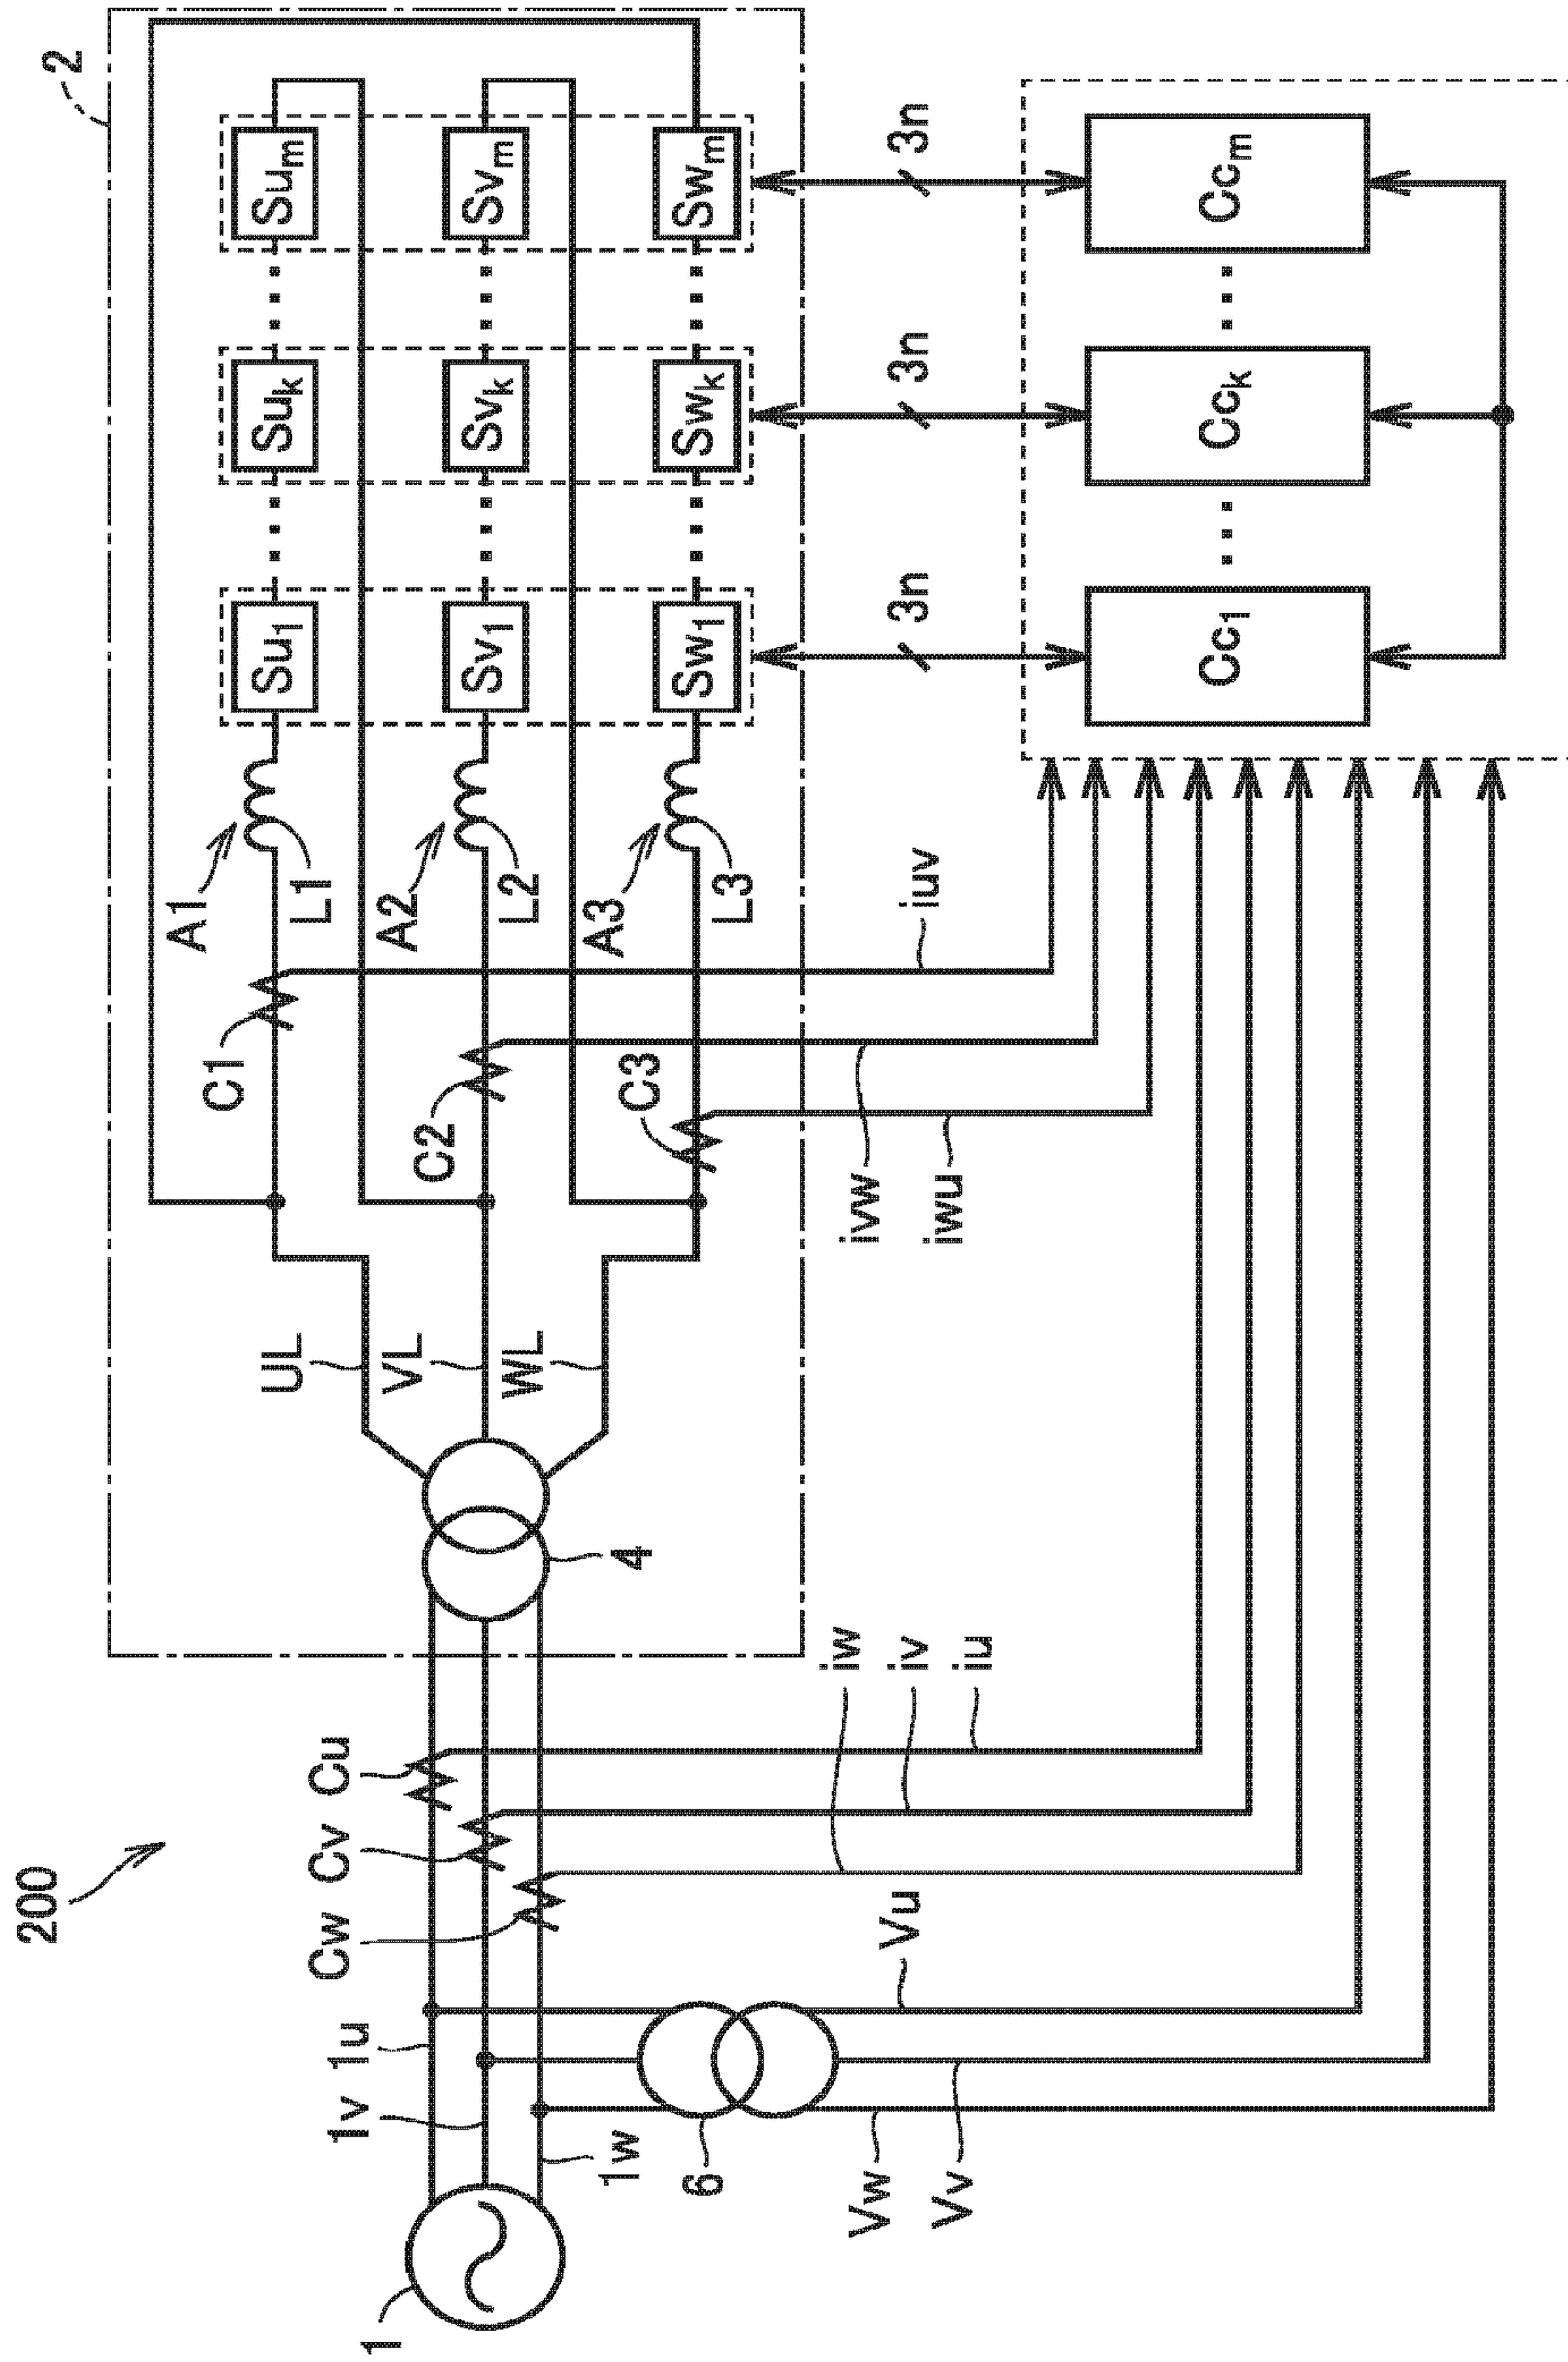 200
2
1
1v
1u
1w
Cw
Cv
Cu
6
4
UL
VL
WL
C1
C2
C3
A1
L1
A2
L2
A3
L3
Su1
Suk
Sum
Sv1
Svk
Svm
Sw1
Swk
Swm
3n
3n
3n
iuv
ivw
iwu
iw
iv
iu
Vu
Vw
Vv
Cc1
Cck
Ccm